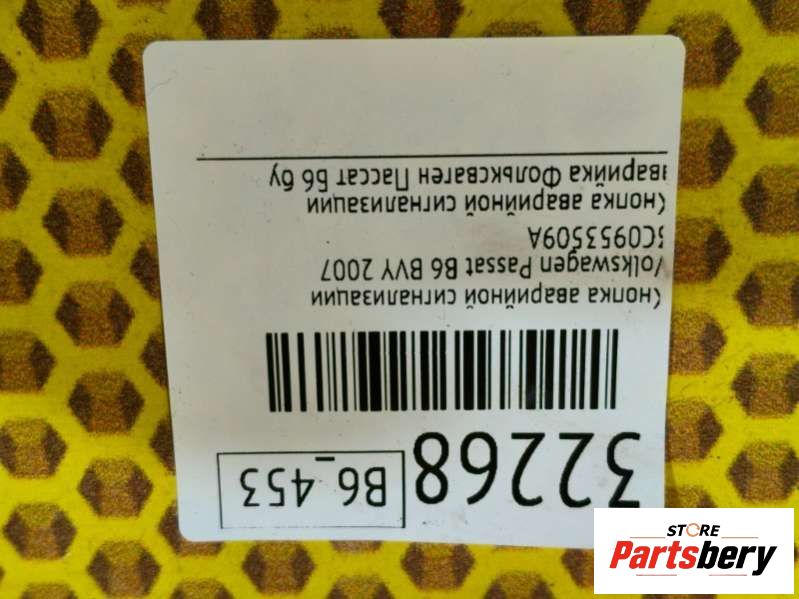 32268
B6_453
Кнопка аварийной сигнализации
Volkswagen Passat B6 BVY 2007
3C0953509A
Кнопка аварийной сигнализации
аварийка Фольксваген Пассат Б6 бу
STORE
Partsbery